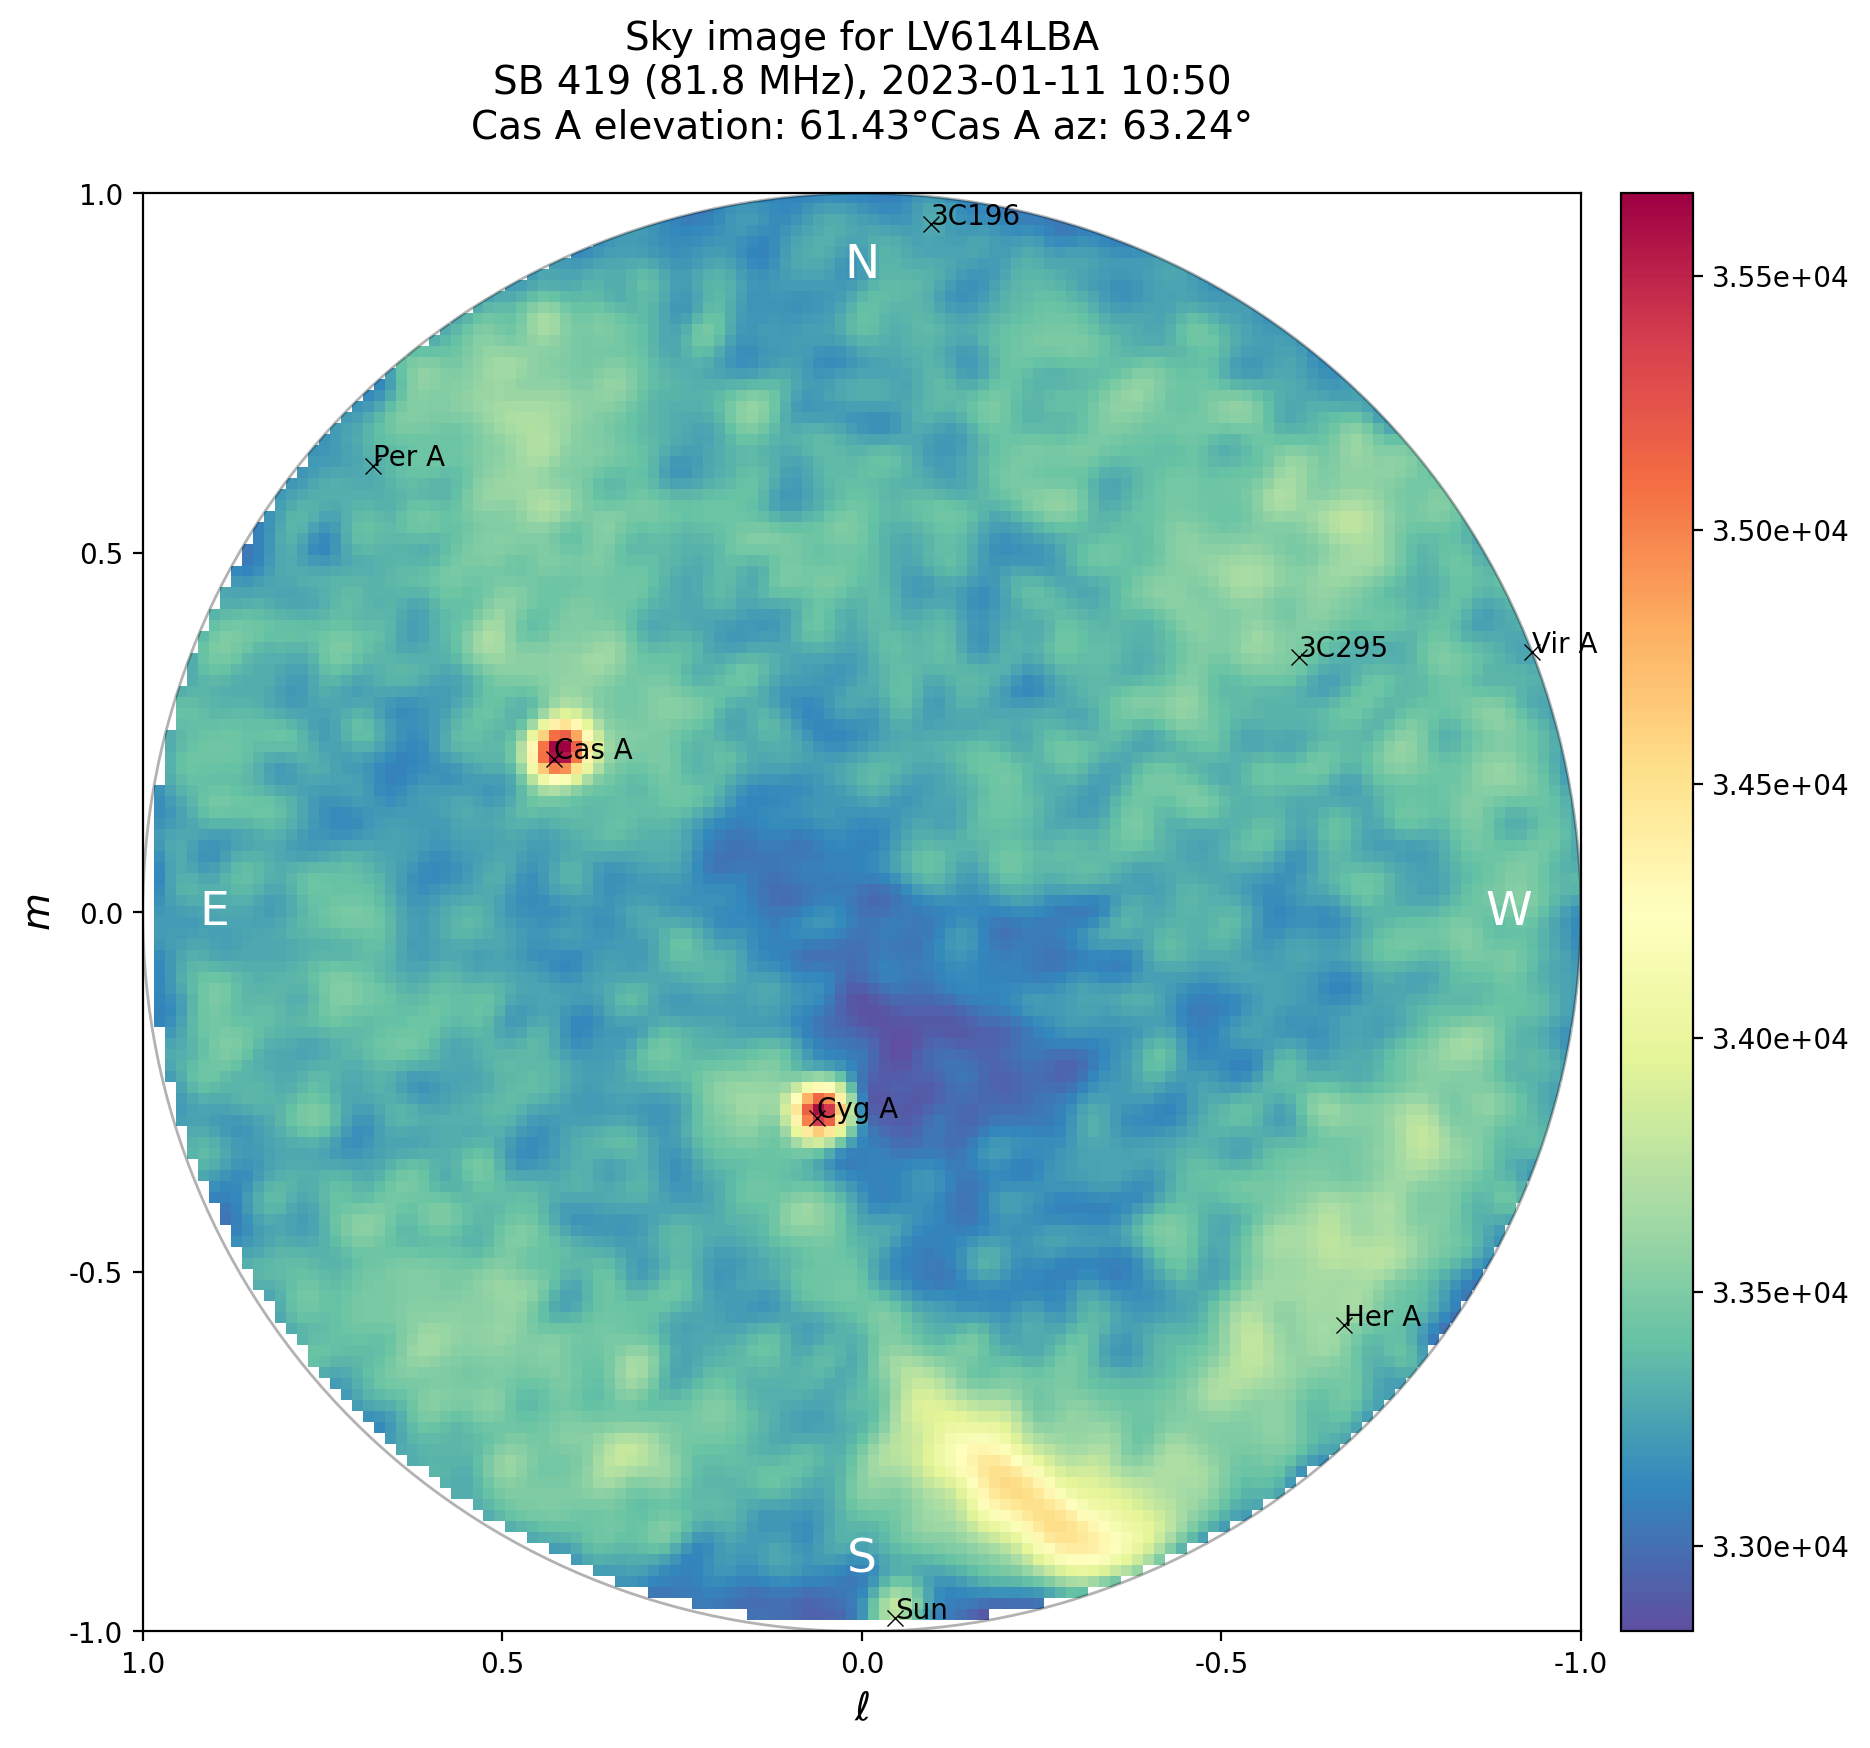 Sky image for LV614LBA
SB 419 (81.8 MHz), 2023-01-11 10:50
Cas A elevation: 61.43°Cas A az: 63.24°
1.0
3C196
N
3.55e+04
Per A
0.5
3.50e+04
3C295
Vir A
Cas A
3.45e+04
m
0.0
E
W
3.40e+04
Cyg A
-0.5
3.35e+04
Her A
S
3.30e+04
Sun
-1.0
1.0
0.5
0.0
-0.5
-1.0
ℓ